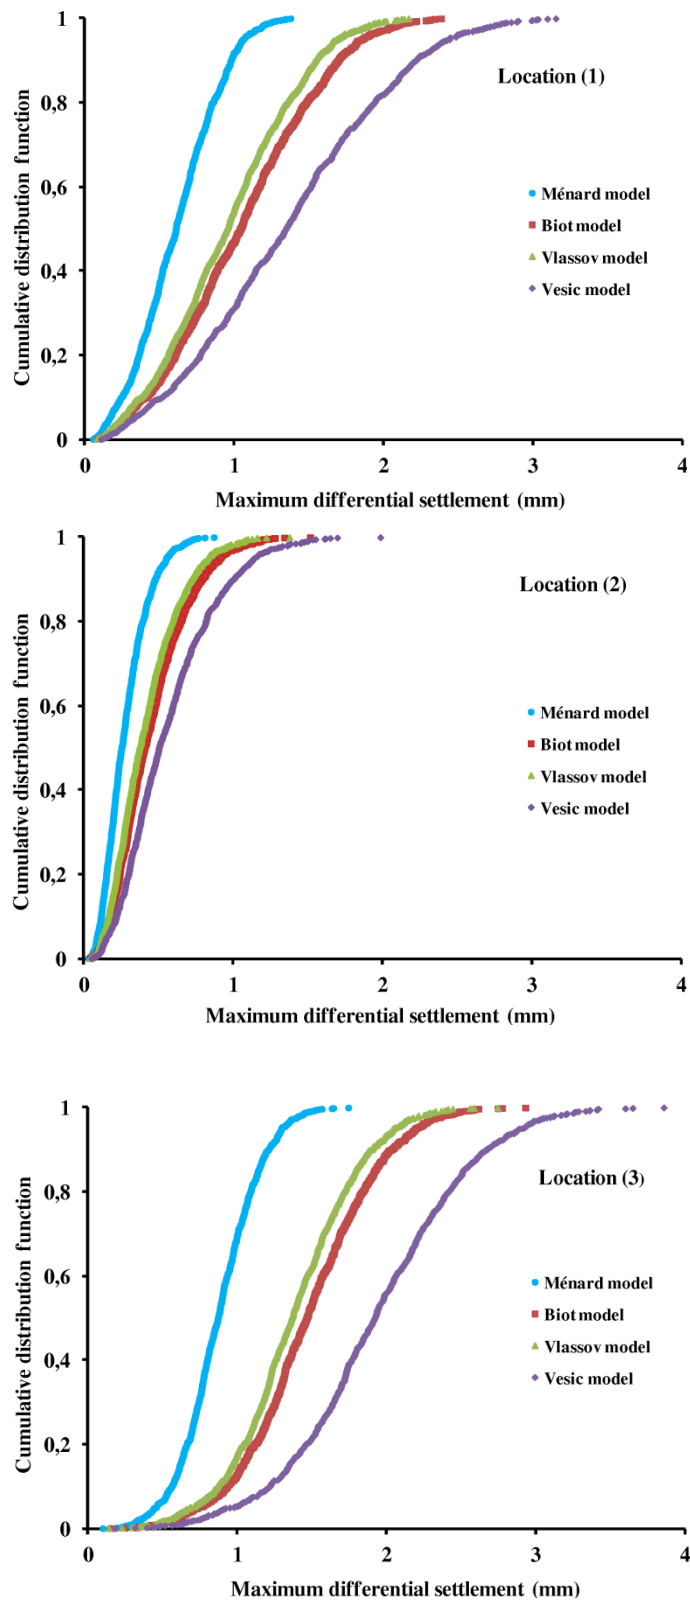 1
0,8
0,6
0,4
0,2
0
Cumulative distribution function
Location (1)
Ménard model
Biot model
Vlassov model
Vesic model
0 1 2 3 4
Maximum differential settlement (mm)
1
0,8
0,6
0,4
0,2
0
Cumulative distribution function
Location (2)
Ménard model
Biot model
Vlassov model
Vesic model
0 1 2 3 4
Maximum differential settlement (mm)
1
0,8
0,6
0,4
0,2
0
Cumulative distribution function
Location (3)
Ménard model
Biot model
Vlassov model
Vesic model
0 1 2 3 4
Maximum differential settlement (mm)